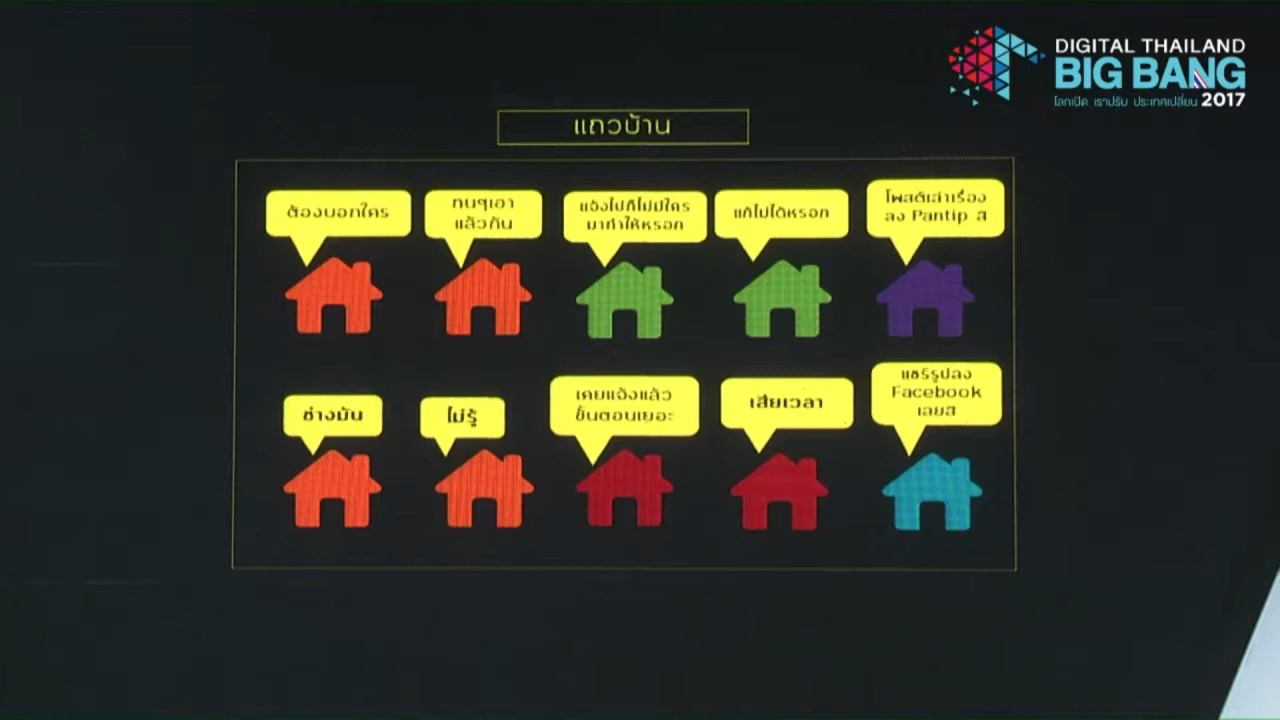 DIGITAL THAILAND
BIG BANG
โลกเปิด เราปรับ ประเทศเปลี่ยน 2017
แถวบ้าน
ต้องบอกใคร
ทนๆเอา
แล้วกัน
แจ้งไปก็ไม่มีใคร
มาทำให้หรอก
แก้ไม่ได้หรอก
โพสต์เล่าเรื่อง
ลง Pantip สิ
ช่างมัน
ไม่รู้
เคยแจ้งแล้ว
ขั้นตอนเยอะ
เสียเวลา
แชร์รูปลง
Facebook
เลยสิ